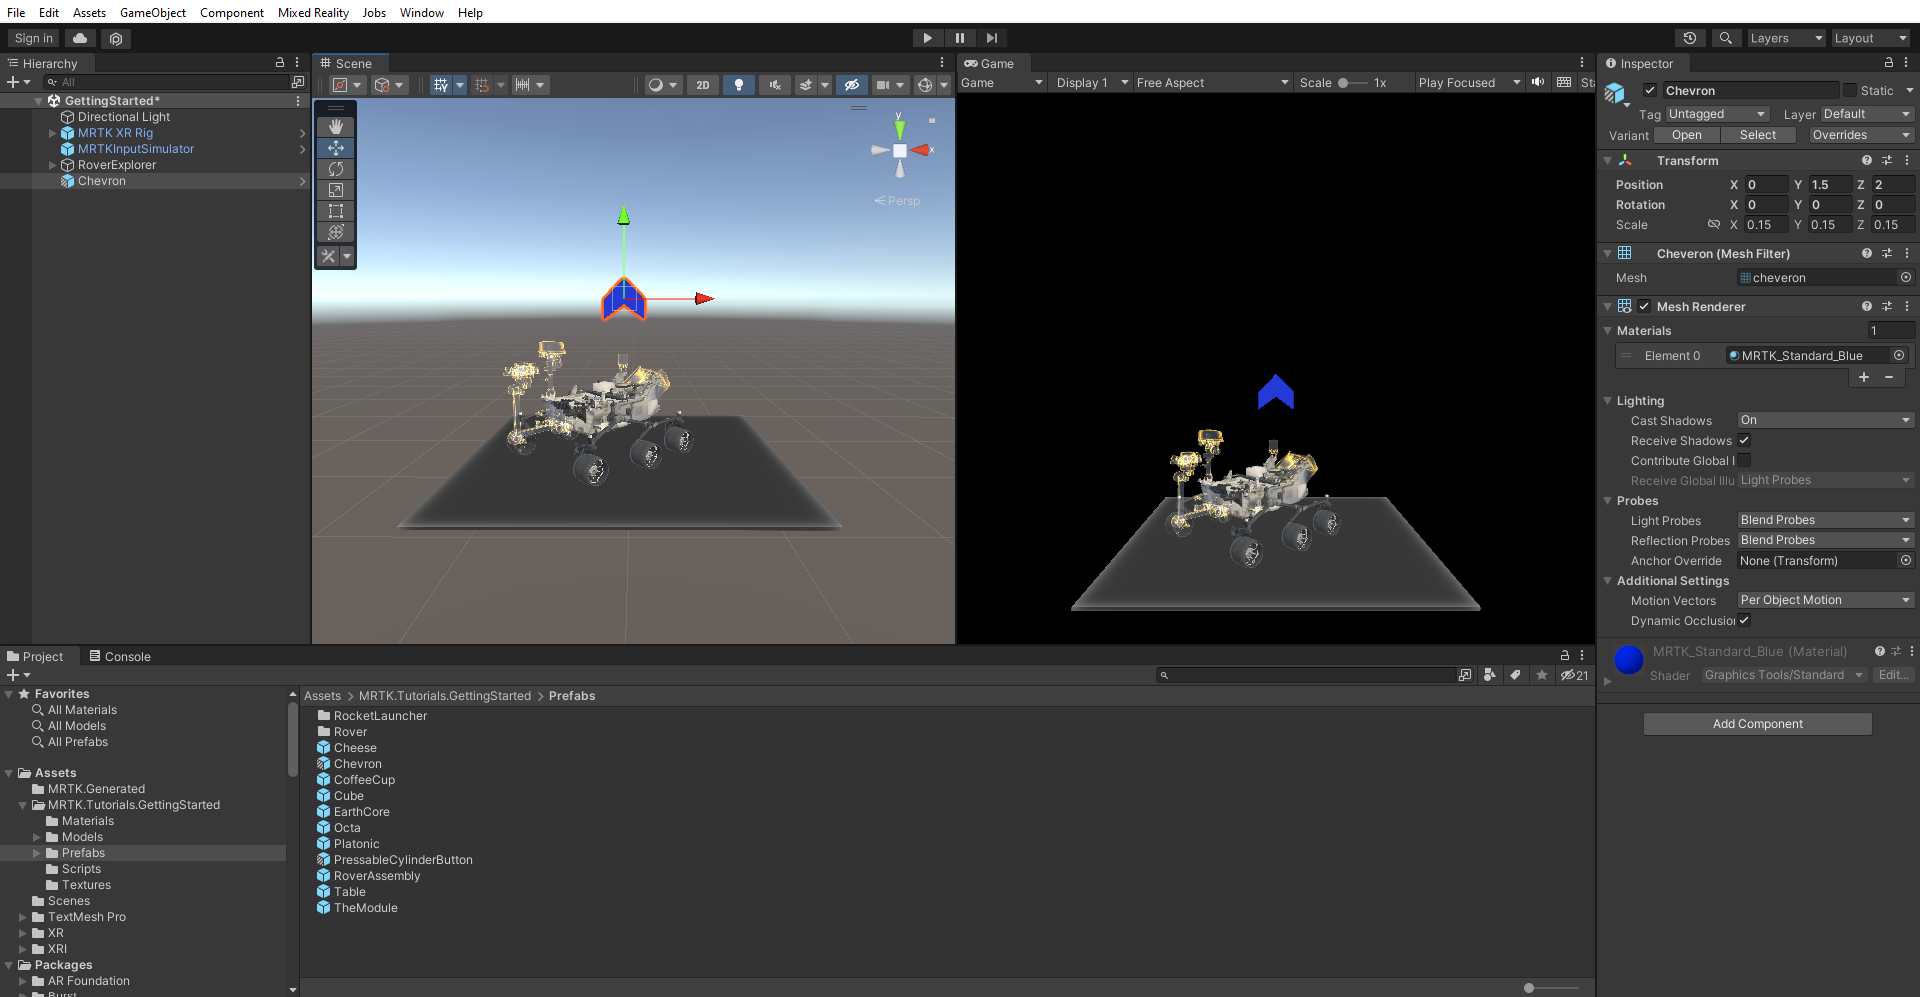 File Edit Assets GameObject Component Mixed Reality Jobs Window Help
Sign in
Layers Layout
Hierarchy
All
GettingStarted*
Directional Light
MRTK XR Rig
MRTKInputSimulator
RoverExplorer
Chevron
Scene
2D
y
x
Persp
Game
Game Display 1 Free Aspect Scale 1x Play Focused Sta
Inspector
Chevron Static
Tag Untagged Layer Default
Variant Open Select Overrides
Transform
Position X 0 Y 1.5 Z 2
Rotation X 0 Y 0 Z 0
Scale X 0.15 Y 0.15 Z 0.15
Cheveron (Mesh Filter)
Mesh cheveron
Mesh Renderer
Materials 1
Element 0 MRTK_Standard_Blue
Lighting
Cast Shadows On
Receive Shadows
Contribute Global I
Receive Global Illu Light Probes
Probes
Light Probes Blend Probes
Reflection Probes Blend Probes
Anchor Override None (Transform)
Additional Settings
Motion Vectors Per Object Motion
Dynamic Occlusion
MRTK_Standard_Blue (Material)
Shader Graphics Tools/Standard Edit...
Add Component
Project Console
21
Favorites
All Materials
All Models
All Prefabs
Assets
MRTK.Generated
MRTK.Tutorials.GettingStarted
Materials
Models
Prefabs
Scripts
Textures
Scenes
TextMesh Pro
XR
XRI
Packages
AR Foundation
Burst
Assets > MRTK.Tutorials.GettingStarted > Prefabs
RocketLauncher
Rover
Cheese
Chevron
CoffeeCup
Cube
EarthCore
Octa
Platonic
PressableCylinderButton
RoverAssembly
Table
TheModule